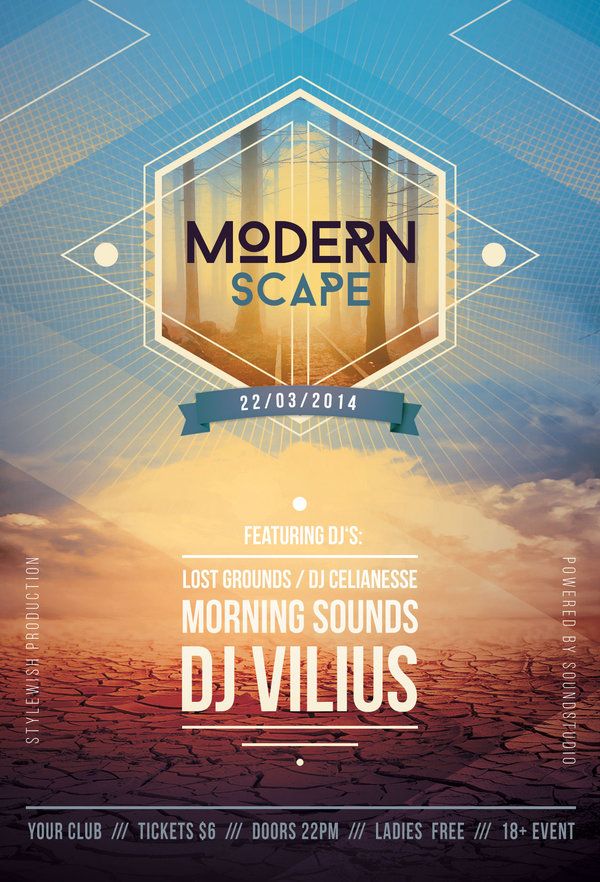 MODERN
SCAPE
22/03/2014
FEATURING DJ'S:
LOST GROUNDS / DJ CELIANESSE
MORNING SOUNDS
DJ VILIUS
STYLEWISH PRODUCTION
POWERED BY SOUNDSTUDIO
YOUR CLUB /// TICKETS $6 /// DOORS 22PM /// LADIES FREE /// 18+ EVENT